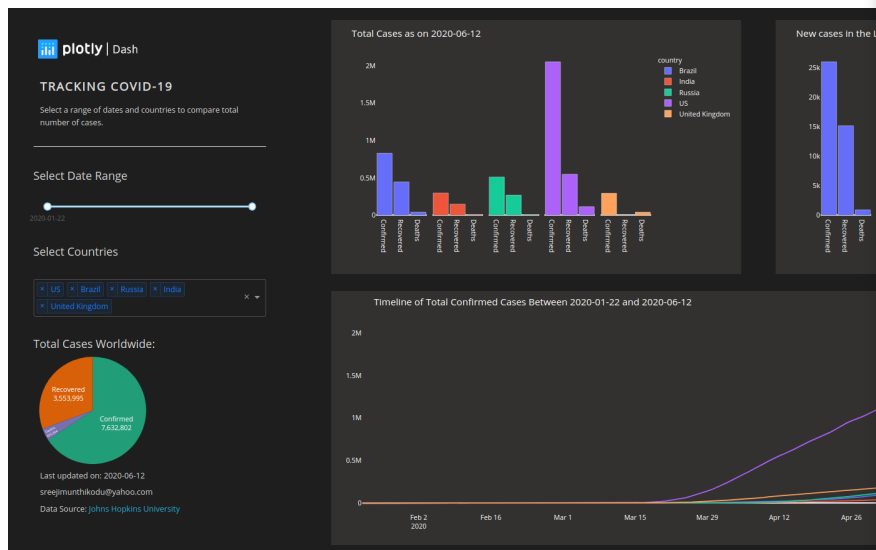 plotly | Dash
TRACKING COVID-19
Select a range of dates and countries to compare total
number of cases.
Select Date Range
2020-01-22
Select Countries
× US × Brazil × Russia × India
× United Kingdom
× 
Total Cases Worldwide:
Recovered
3,553,995
Confirmed
7,632,802
Last updated on: 2020-06-12
sreejimunthikodu@yahoo.com
Data Source: Johns Hopkins University
Total Cases as on 2020-06-12
2M
1.5M
1M
0.5M
0
Confirmed
Recovered
Deaths
Confirmed
Recovered
Deaths
Confirmed
Recovered
Deaths
Confirmed
Recovered
Deaths
Confirmed
Recovered
Deaths
country
Brazil
India
Russia
US
United Kingdom
New cases in the L
25k
20k
15k
10k
5k
0
Confirmed
Recovered
Deaths
Timeline of Total Confirmed Cases Between 2020-01-22 and 2020-06-12
2M
1.5M
1M
0.5M
0
Feb 2
2020
Feb 16
Mar 1
Mar 15
Mar 29
Apr 12
Apr 26